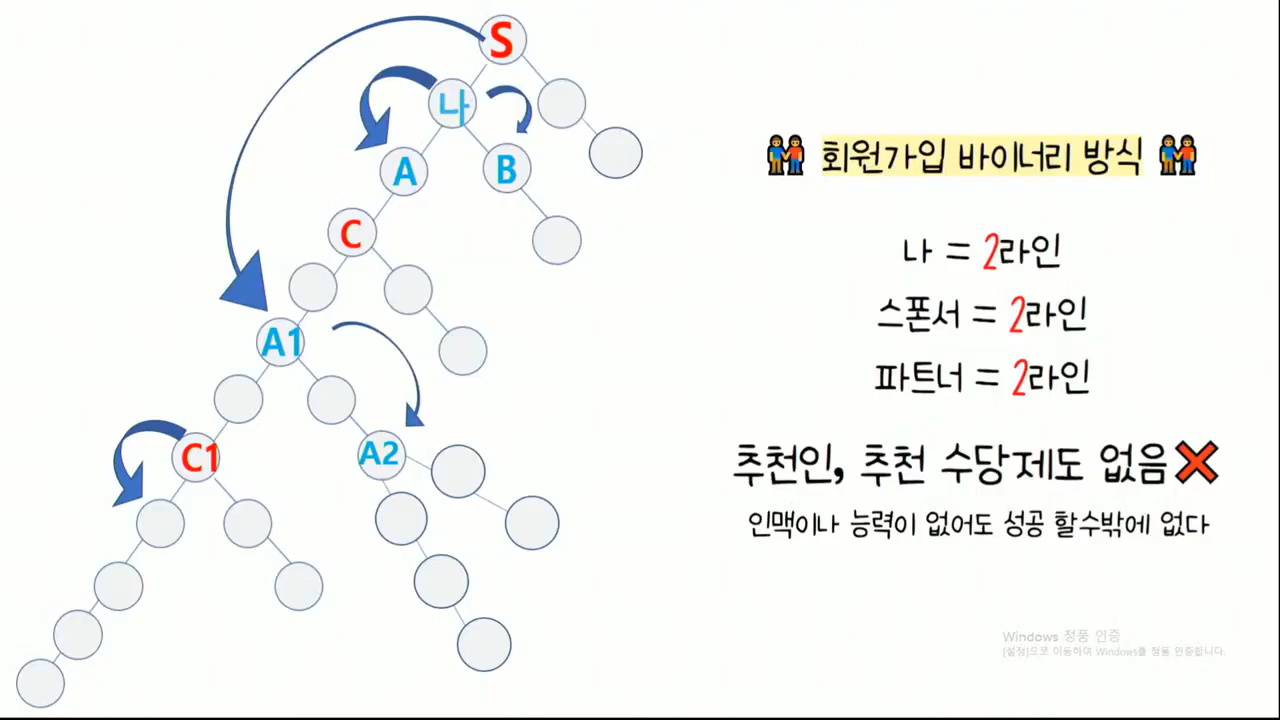 S
나
A
B
C
A1
C1
A2
회원가입 바이너리 방식
나 = 2라인
스폰서 = 2라인
파트너 = 2라인
추천인, 추천 수당제도 없음❌
인맥이나 능력이 없어도 성공 할수밖에 없다
Windows 정품 인증
[설정]으로 이동하여 Windows를 정품 인증합니다.